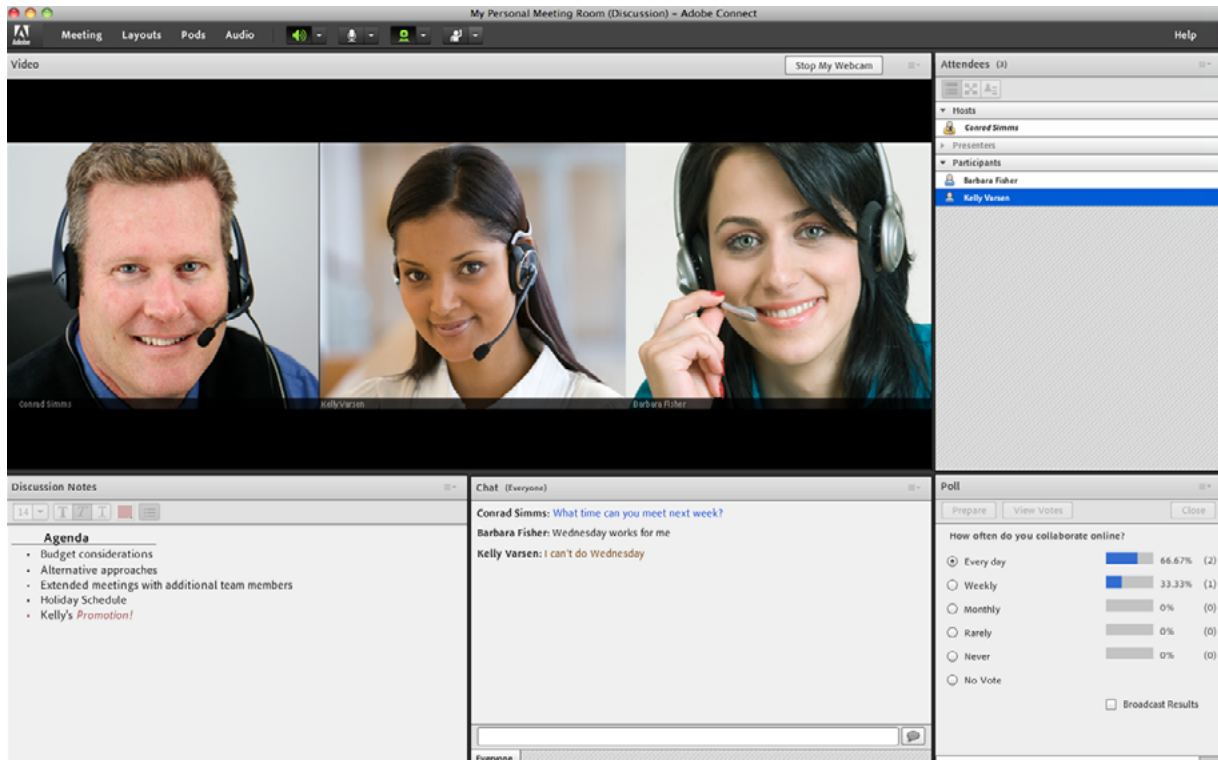 My Personal Meeting Room (Discussion) – Adobe Connect
Adobe Meeting Layouts Pods Audio Help
Video Stop My Webcam
Conrad Simms Kelly Varsen Barbara Fisher
Attendees (3)
Hosts
Conrad Simms
Presenters
Participants
Barbara Fisher
Kelly Varsen
Discussion Notes
14 T T T
Agenda
• Budget considerations
• Alternative approaches
• Extended meetings with additional team members
• Holiday Schedule
• Kelly's Promotion!
Chat (Everyone)
Conrad Simms: What time can you meet next week?
Barbara Fisher: Wednesday works for me
Kelly Varsen: I can't do Wednesday
Everyone
Poll
Prepare View Votes Close
How often do you collaborate online?
Every day 66.67% (2)
Weekly 33.33% (1)
Monthly 0% (0)
Rarely 0% (0)
Never 0% (0)
No Vote
Broadcast Results